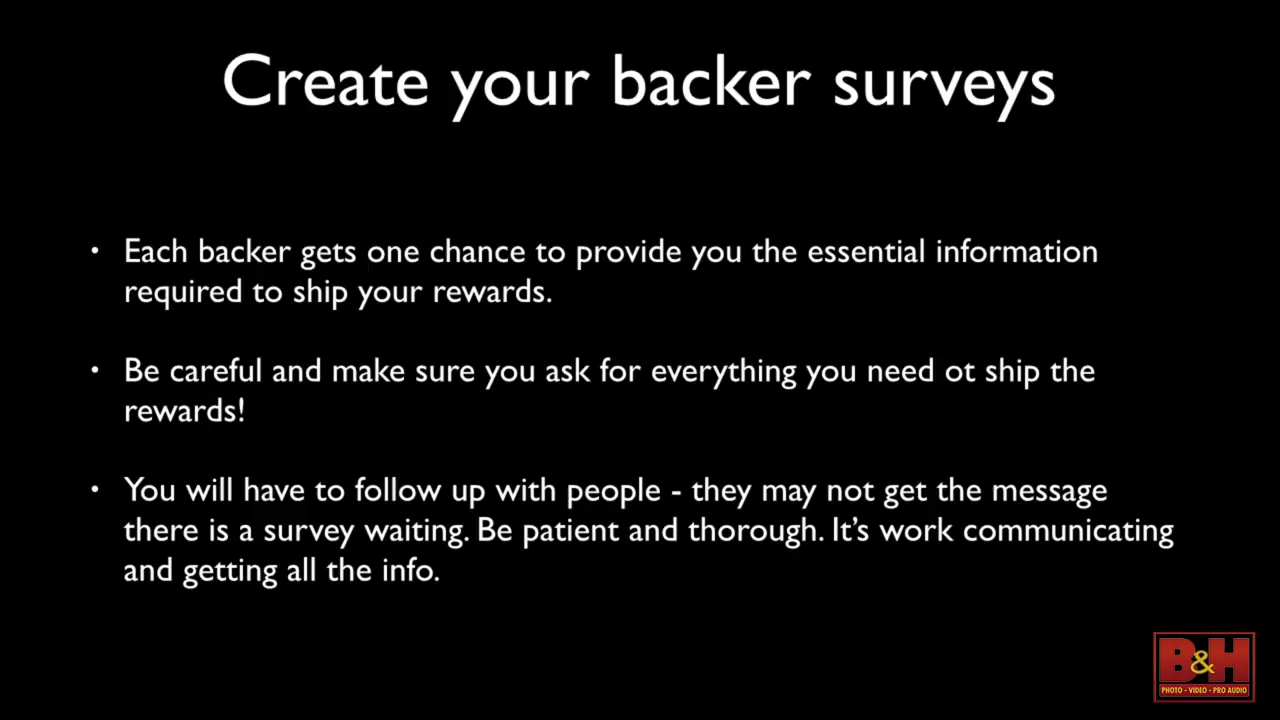 Create your backer surveys
• Each backer gets one chance to provide you the essential information
required to ship your rewards.
• Be careful and make sure you ask for everything you need ot ship the
rewards!
• You will have to follow up with people - they may not get the message
there is a survey waiting. Be patient and thorough. It’s work communicating
and getting all the info.
B&H
PHOTO - VIDEO - PRO AUDIO